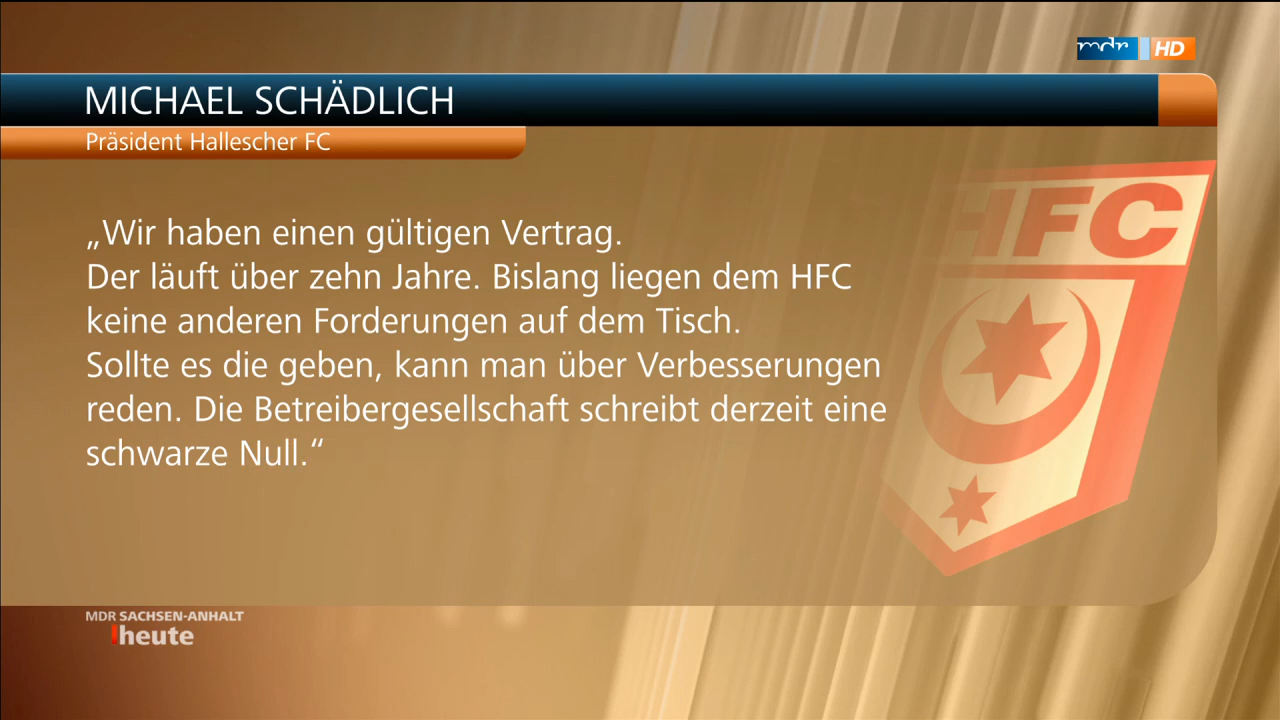 mdr HD
MICHAEL SCHÄDLICH
Präsident Hallescher FC
HFC
„Wir haben einen gültigen Vertrag.
Der läuft über zehn Jahre. Bislang liegen dem HFC
keine anderen Forderungen auf dem Tisch.
Sollte es die geben, kann man über Verbesserungen
reden. Die Betreibergesellschaft schreibt derzeit eine
schwarze Null.“
MDR SACHSEN-ANHALT
heute